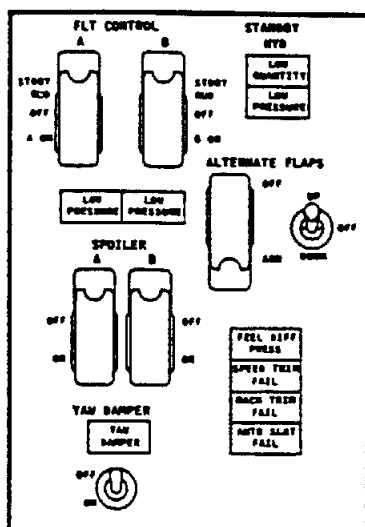 FLT CONTROL
A
B
STDBY
RUD
OFF
A ON
STDBY
RUD
OFF
B ON
LOW
PRESSURE
LOW
PRESSURE
STANDBY
HYD
LOW
QUANTITY
LOW
PRESSURE
ALTERNATE FLAPS
OFF
ARM
UP
OFF
DOWN
SPOILER
A
B
OFF
ON
OFF
ON
FEEL DIFF
PRESS
SPEED TRIM
FAIL
MACH TRIM
FAIL
AUTO SLAT
FAIL
YAW DAMPER
YAW
DAMPER
OFF
ON